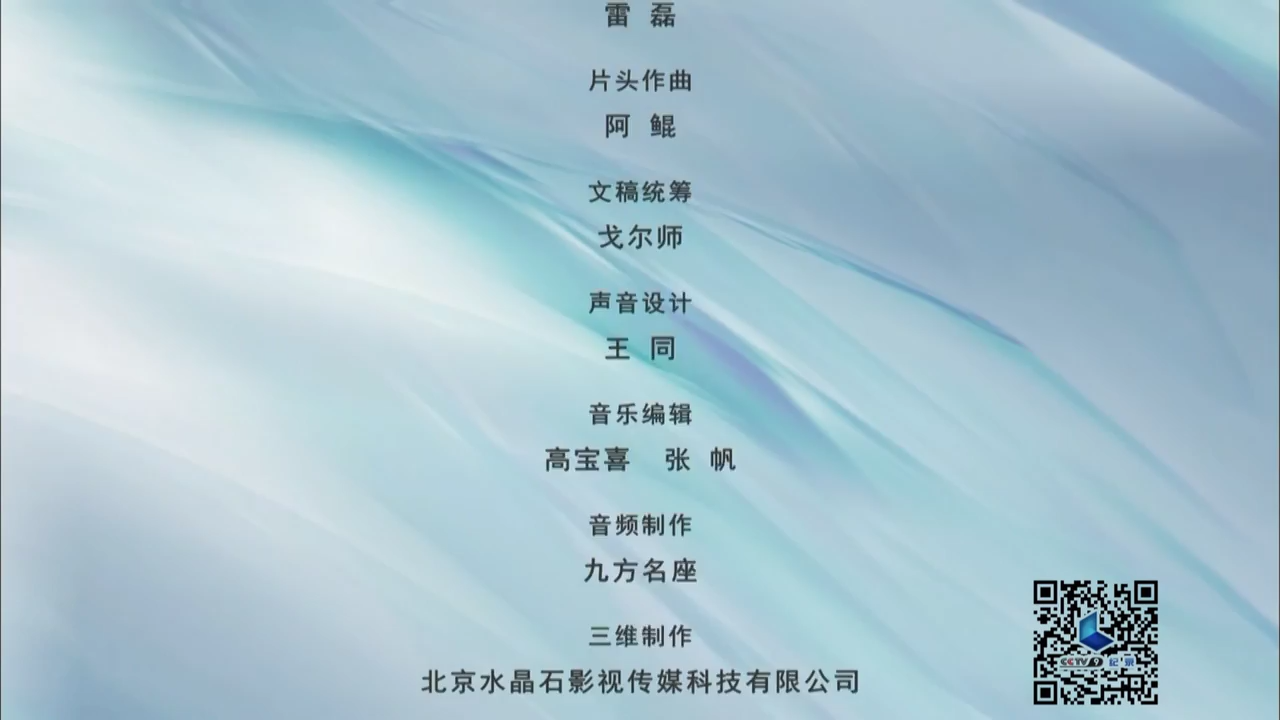 雷 磊
片头作曲
阿 鲲
文稿统筹
戈尔师
声音设计
王 同
音乐编辑
高宝喜 张 帆
音频制作
九方名座
三维制作
北京水晶石影视传媒科技有限公司
CCTV 9 纪录